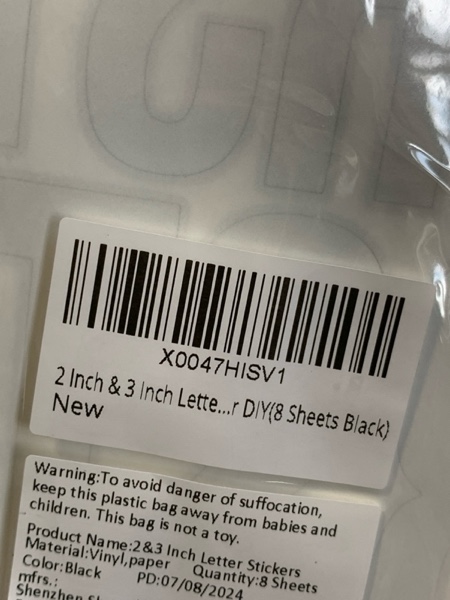 X0047HISV1
2 Inch & 3 Inch Lette...r DIY(8 Sheets Black)
New
Warning:To avoid danger of suffocation,
keep this plastic bag away from babies and
children. This bag is not a toy.
Product Name:2&3 Inch Letter Stickers
Material:Vinyl,paper Quantity:8 Sheets
Color:Black PD:07/08/2024
mfrs.:
Shenzhen